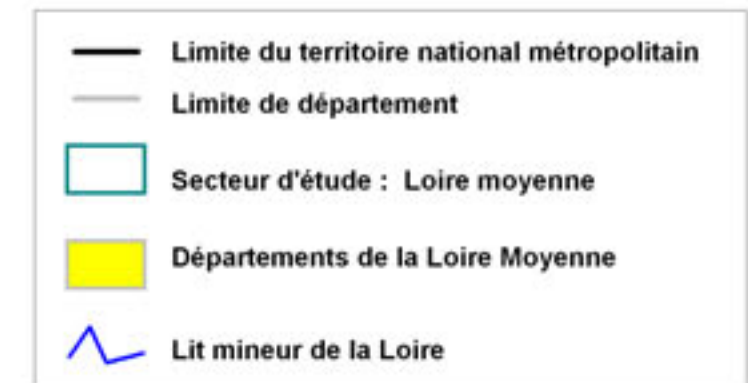 Limite du territoire national métropolitain
Limite de département
Secteur d'étude : Loire moyenne
Départements de la Loire Moyenne
Lit mineur de la Loire